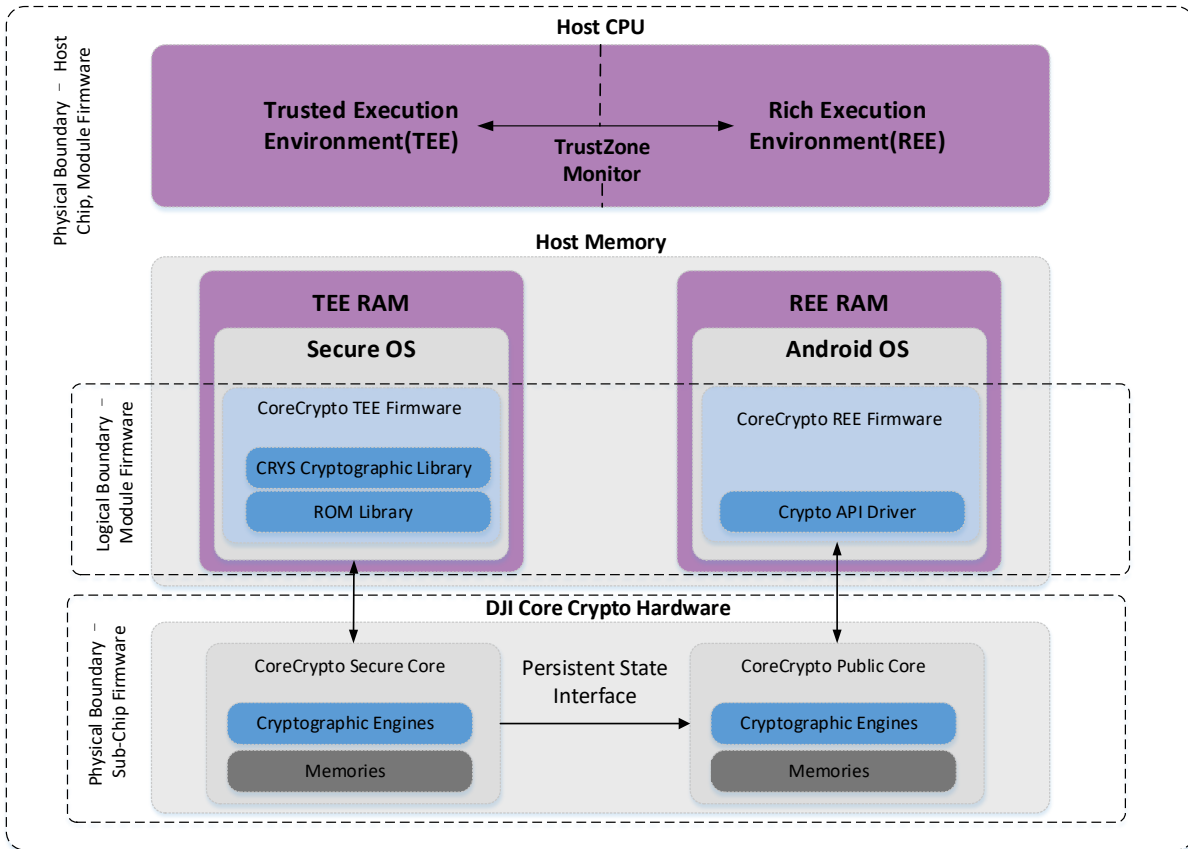 Host CPU
Physical Boundary – Host
Chip, Module Firmware
Trusted Execution
Environment(TEE)
Rich Execution
Environment(REE)
TrustZone
Monitor
Host Memory
TEE RAM
REE RAM
Secure OS
Android OS
Logical Boundary –
Module Firmware
CoreCrypto TEE Firmware
CoreCrypto REE Firmware
CRYS Cryptographic Library
ROM Library
Crypto API Driver
DJI Core Crypto Hardware
Physical Boundary –
Sub-Chip Firmware
CoreCrypto Secure Core
Persistent State
Interface
CoreCrypto Public Core
Cryptographic Engines
Cryptographic Engines
Memories
Memories